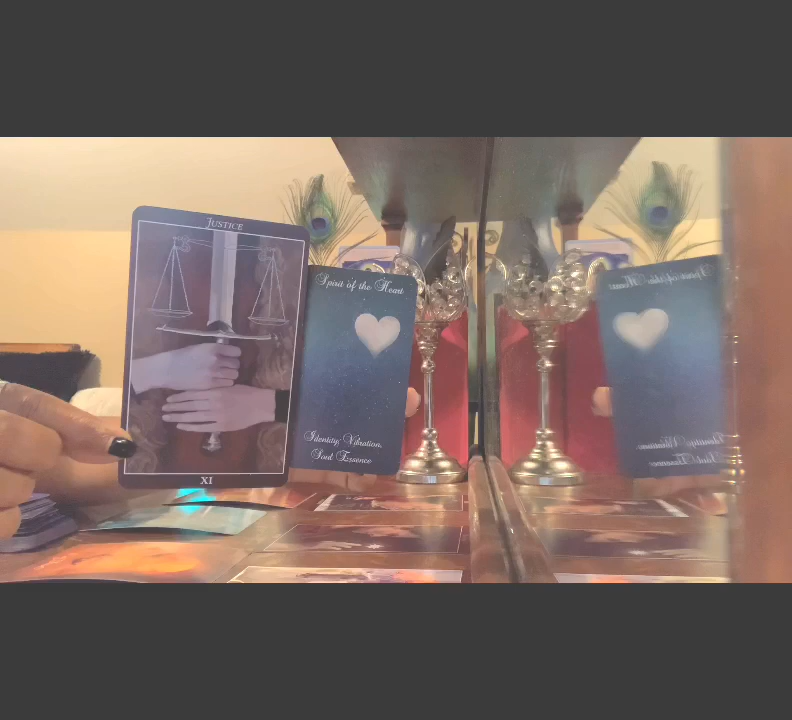 JUSTICE
XI
Spirit of the Heart
Identity, Vibration,
Soul Essence